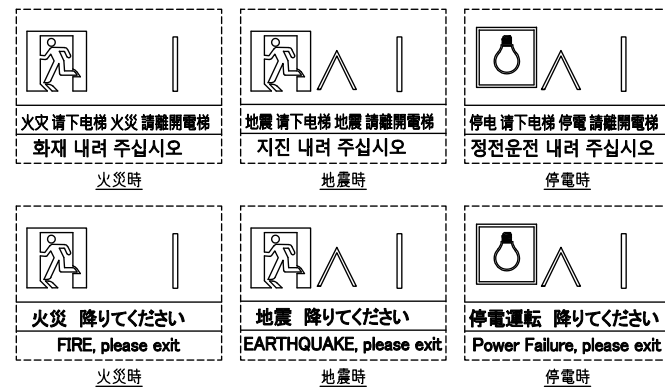 火灾 请下电梯 火災 請離開電梯
화재 내려 주십시오
火災時
地震 请下电梯 地震 請離開電梯
지진 내려 주십시오
地震時
停电 请下电梯 停電 請離開電梯
정전운전 내려 주십시오
停電時
火災 降りてください
FIRE, please exit
火災時
地震 降りてください
EARTHQUAKE, please exit
地震時
停電運転 降りてください
Power Failure, please exit
停電時